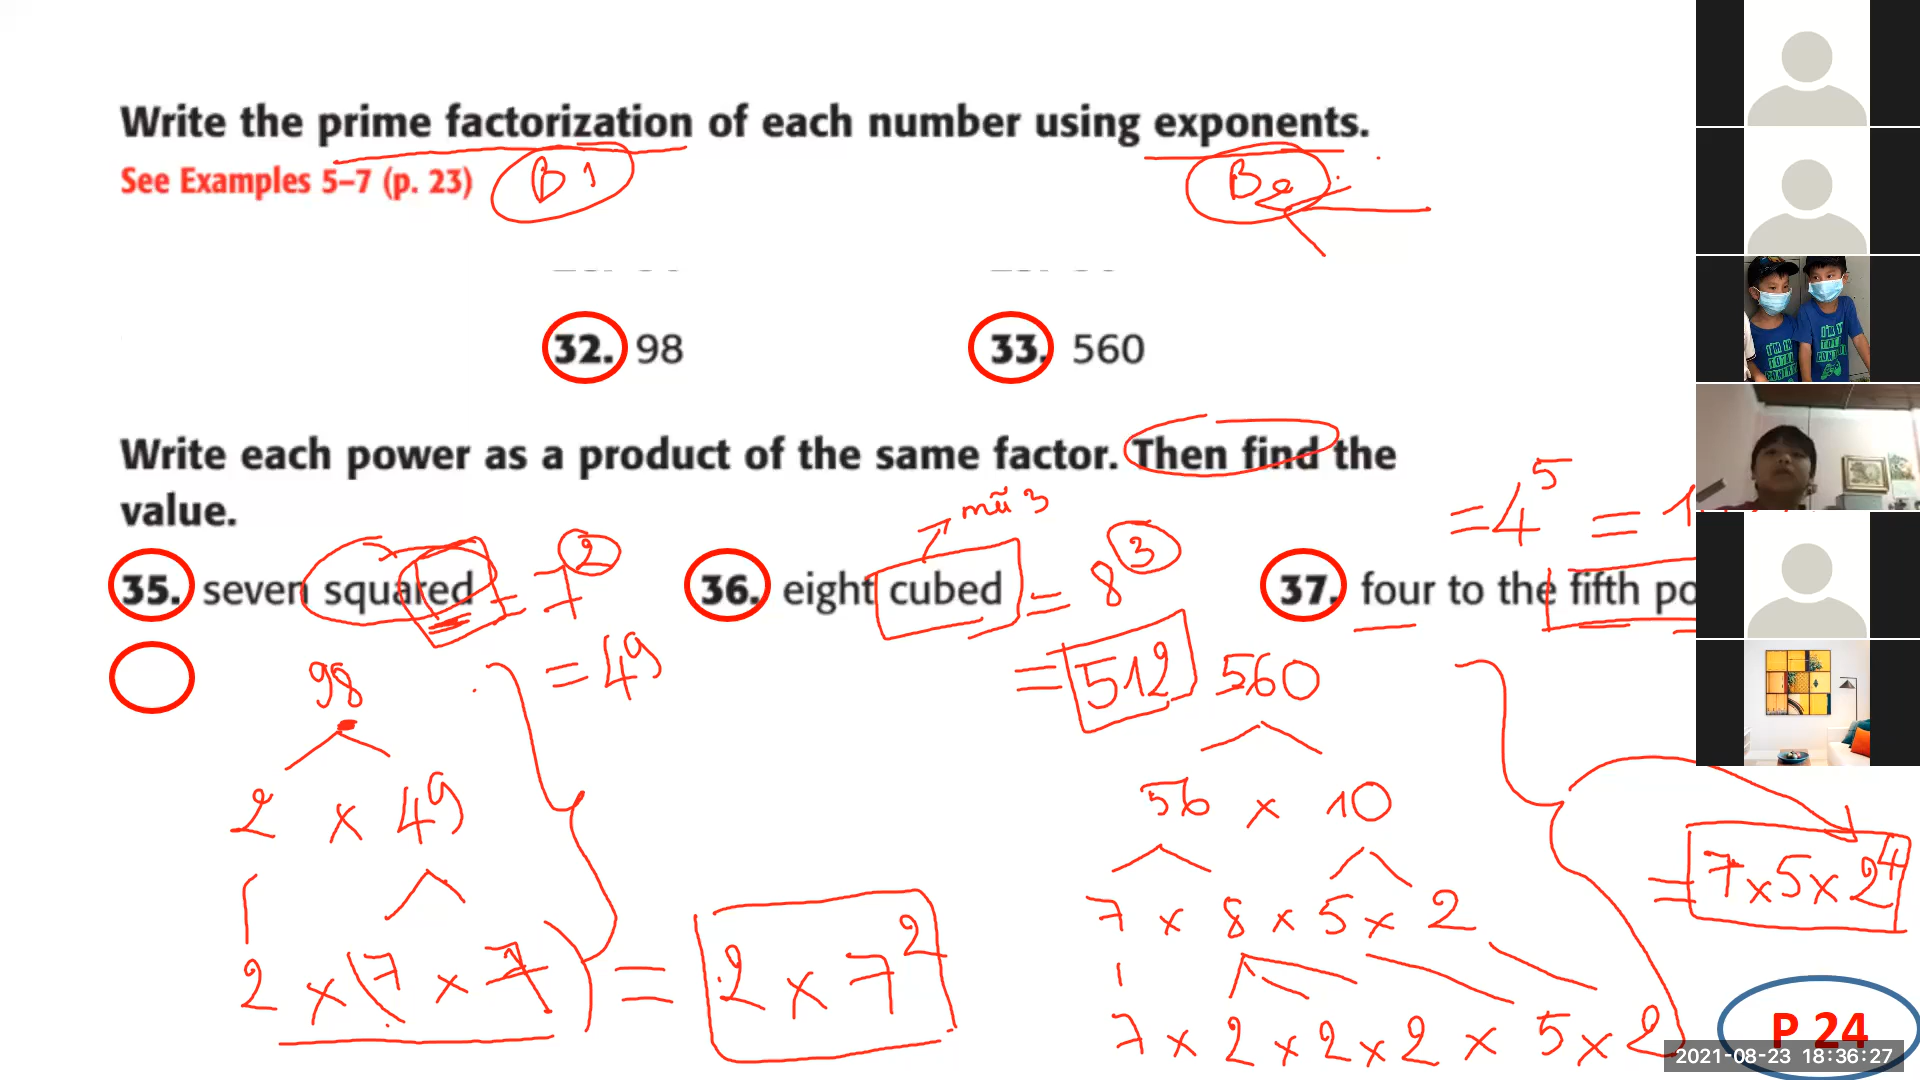 Write the prime factorization of each number using exponents.
See Examples 5–7 (p. 23)
B1
B2
32. 98
33. 560
Write each power as a product of the same factor. Then find the
value.
mũ 3
= 4⁵ =
35. seven squared = 7²
36. eight cubed = 8³
37. four to the fifth po
= 49
= 512
98
2 x 49
2 x (7 x 7) = 2 x 7²
560
56 x 10
7 x 8 x 5 x 2
7 x 2 x 2 x 2 x 5 x 2
= 7 x 5 x 2⁴
I'M IN
TOTAL
CONTROL
P 24
2021-08-23 18:36:27